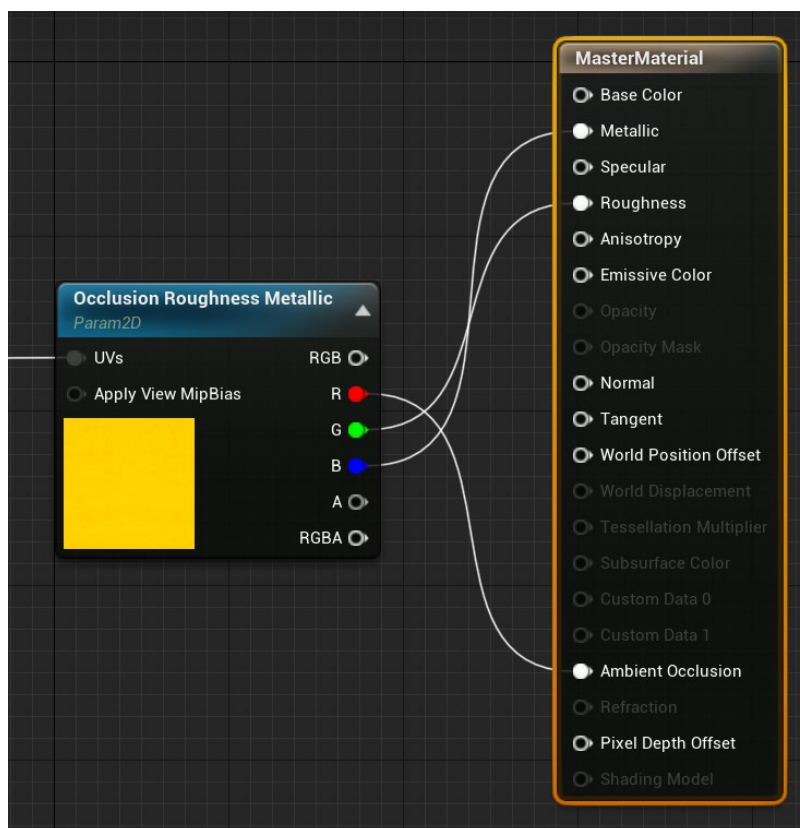 Occlusion Roughness Metallic
Param2D
UVs
RGB
Apply View MipBias
R
G
B
A
RGBA
MasterMaterial
Base Color
Metallic
Specular
Roughness
Anisotropy
Emissive Color
Opacity
Opacity Mask
Normal
Tangent
World Position Offset
World Displacement
Tessellation Multiplier
Subsurface Color
Custom Data 0
Custom Data 1
Ambient Occlusion
Refraction
Pixel Depth Offset
Shading Model